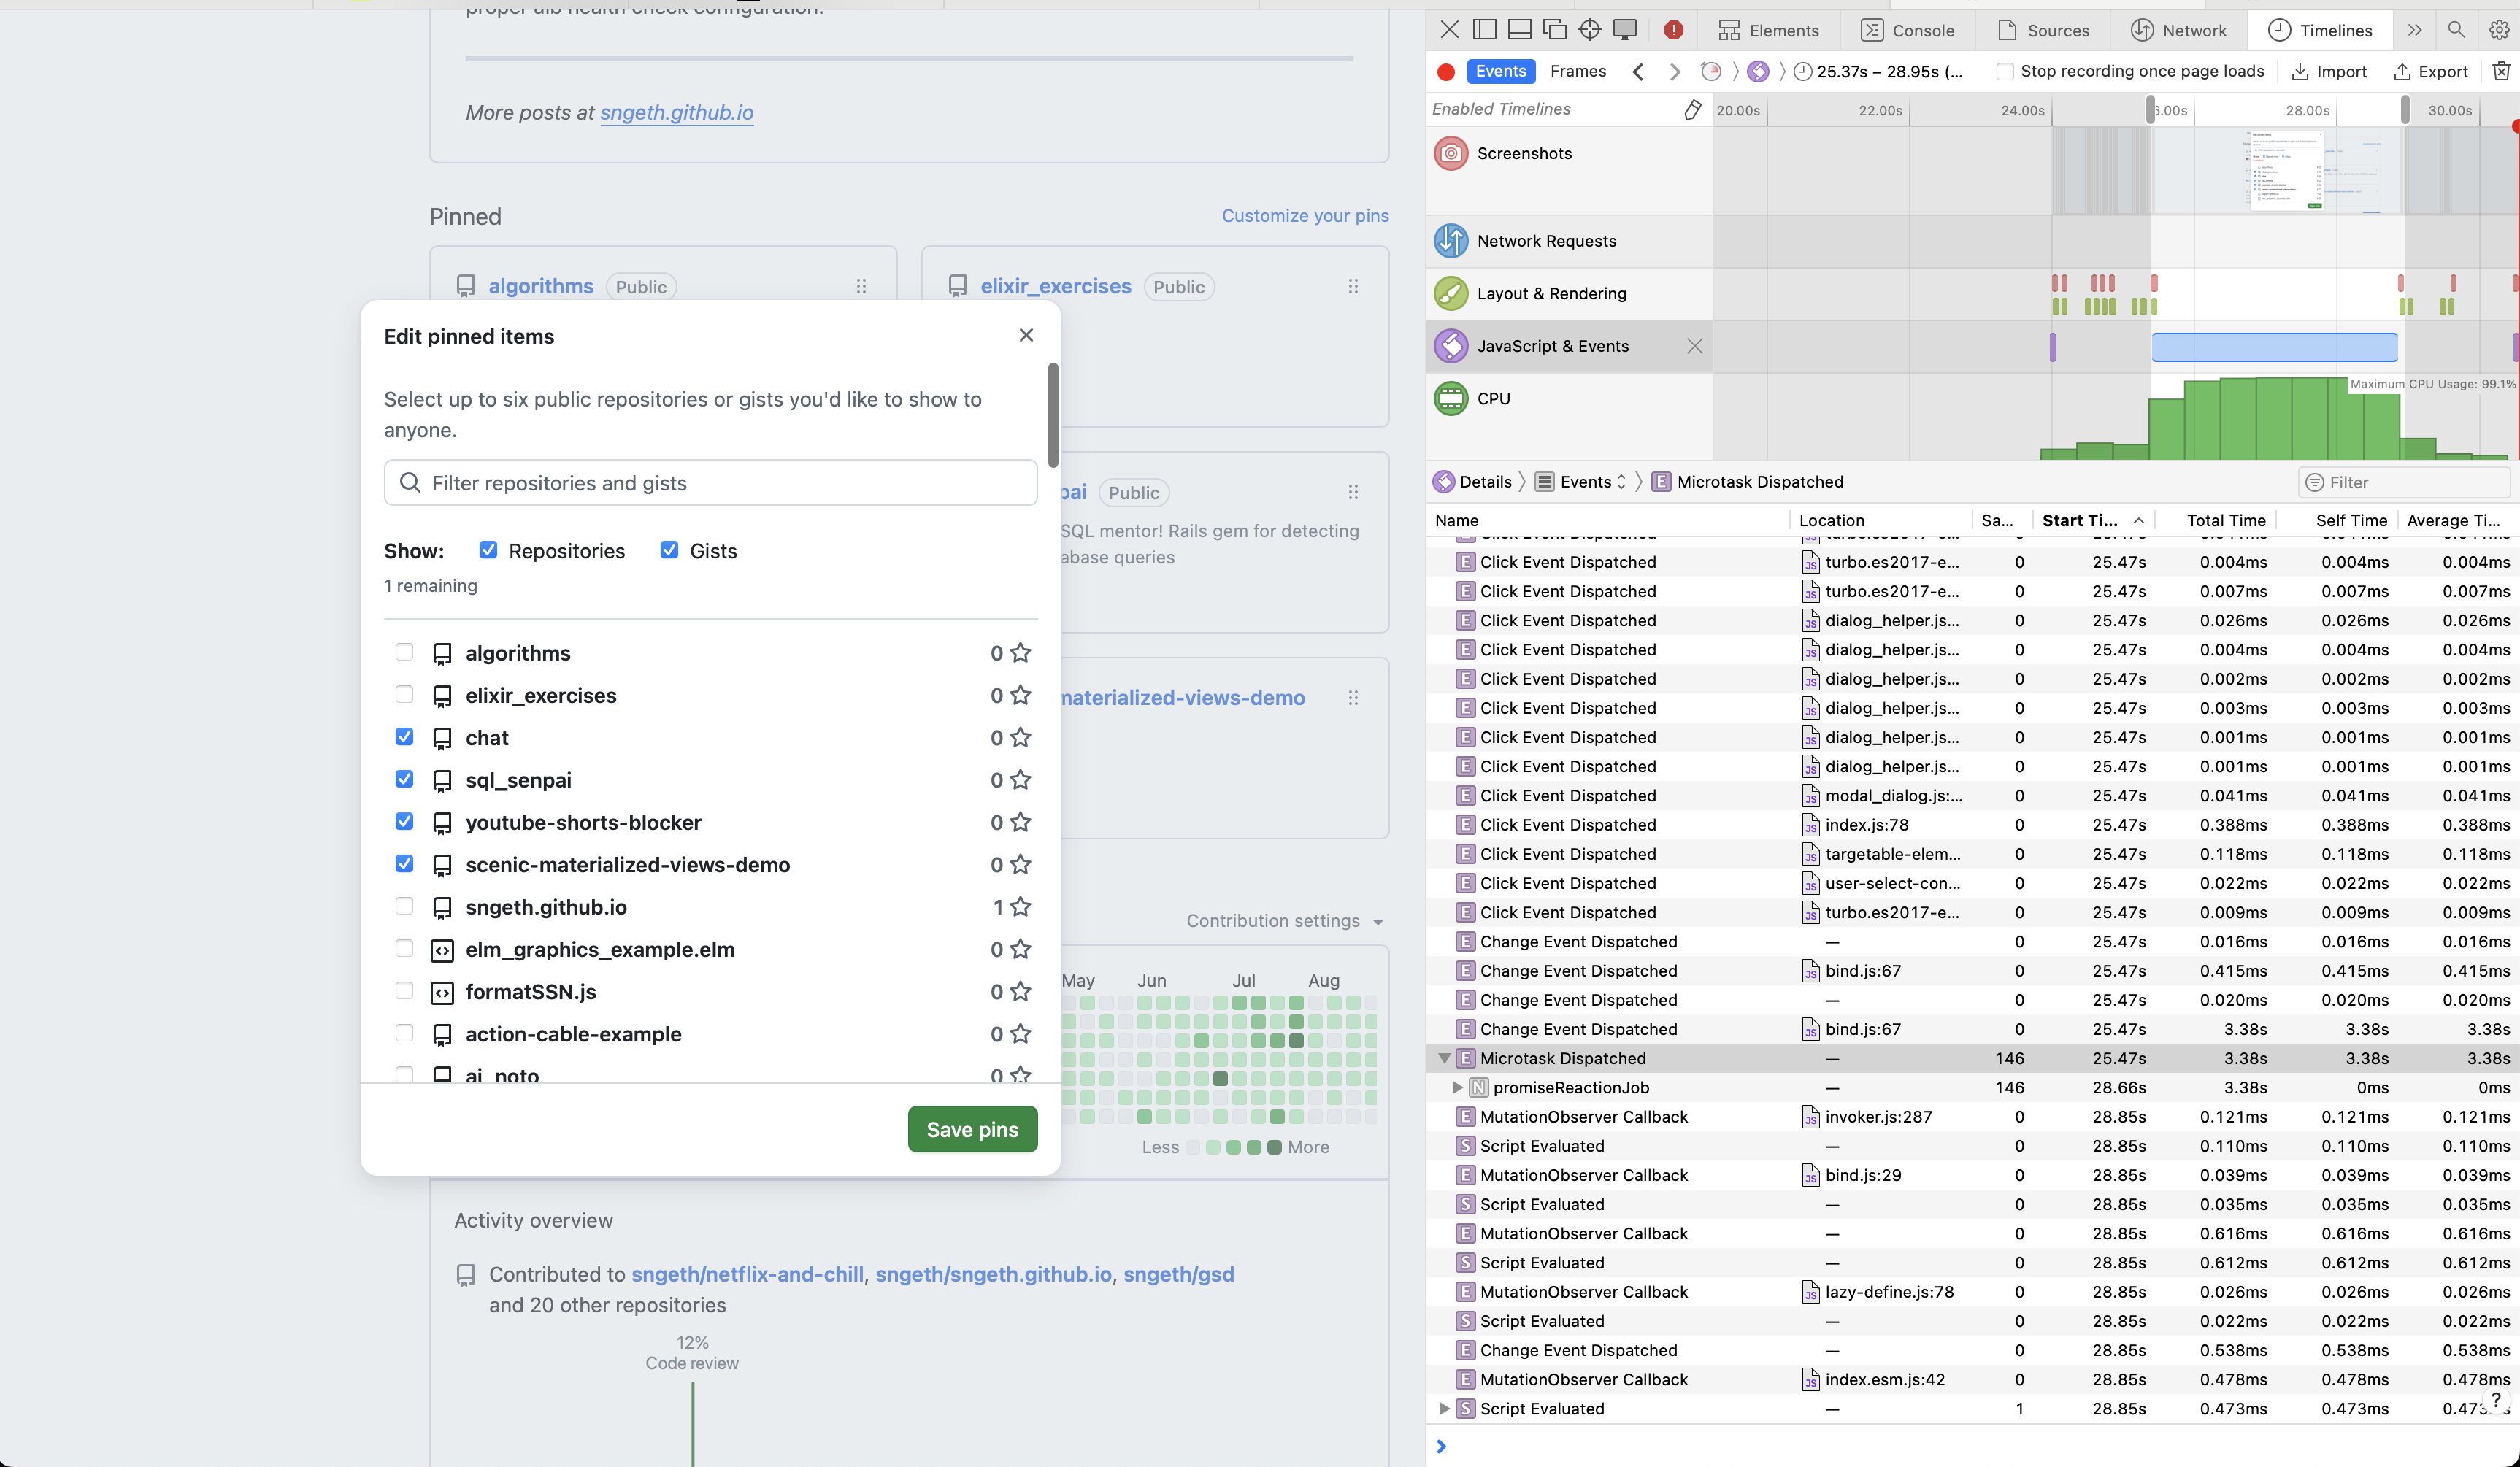 proper alb health check configuration.
More posts at sngeth.github.io
Pinned
Customize your pins
algorithms Public
elixir_exercises Public
Edit pinned items
Select up to six public repositories or gists you'd like to show to
anyone.
Filter repositories and gists
Show: Repositories Gists
1 remaining
algorithms 0
elixir_exercises 0
chat 0
sql_senpai 0
youtube-shorts-blocker 0
scenic-materialized-views-demo 0
sngeth.github.io 1
elm_graphics_example.elm 0
formatSSN.js 0
action-cable-example 0
ai_noto 0
Save pins
pai Public
SQL mentor! Rails gem for detecting
abase queries
materialized-views-demo
Contribution settings
May Jun Jul Aug
Less More
Activity overview
Contributed to sngeth/netflix-and-chill, sngeth/sngeth.github.io, sngeth/gsd
and 20 other repositories
12%
Code review
Elements Console Sources Network Timelines
Events Frames 25.37s – 28.95s (... Stop recording once page loads Import Export
Enabled Timelines 20.00s 22.00s 24.00s 6.00s 28.00s 30.00s
Screenshots
Network Requests
Layout & Rendering
JavaScript & Events
CPU
Maximum CPU Usage: 99.1%
Details Events E Microtask Dispatched Filter
Name Location Sa... Start Ti... Total Time Self Time Average Ti...
E Click Event Dispatched JS turbo.es2017-e... 0 25.47s 0.004ms 0.004ms 0.004ms
E Click Event Dispatched JS turbo.es2017-e... 0 25.47s 0.007ms 0.007ms 0.007ms
E Click Event Dispatched JS dialog_helper.js... 0 25.47s 0.026ms 0.026ms 0.026ms
E Click Event Dispatched JS dialog_helper.js... 0 25.47s 0.004ms 0.004ms 0.004ms
E Click Event Dispatched JS dialog_helper.js... 0 25.47s 0.002ms 0.002ms 0.002ms
E Click Event Dispatched JS dialog_helper.js... 0 25.47s 0.003ms 0.003ms 0.003ms
E Click Event Dispatched JS dialog_helper.js... 0 25.47s 0.001ms 0.001ms 0.001ms
E Click Event Dispatched JS dialog_helper.js... 0 25.47s 0.001ms 0.001ms 0.001ms
E Click Event Dispatched JS modal_dialog.js:... 0 25.47s 0.041ms 0.041ms 0.041ms
E Click Event Dispatched JS index.js:78 0 25.47s 0.388ms 0.388ms 0.388ms
E Click Event Dispatched JS targetable-elem... 0 25.47s 0.118ms 0.118ms 0.118ms
E Click Event Dispatched JS user-select-con... 0 25.47s 0.022ms 0.022ms 0.022ms
E Click Event Dispatched JS turbo.es2017-e... 0 25.47s 0.009ms 0.009ms 0.009ms
E Change Event Dispatched — 0 25.47s 0.016ms 0.016ms 0.016ms
E Change Event Dispatched JS bind.js:67 0 25.47s 0.415ms 0.415ms 0.415ms
E Change Event Dispatched — 0 25.47s 0.020ms 0.020ms 0.020ms
E Change Event Dispatched JS bind.js:67 0 25.47s 3.38s 3.38s 3.38s
E Microtask Dispatched — 146 25.47s 3.38s 3.38s 3.38s
N promiseReactionJob — 146 28.66s 3.38s 0ms 0ms
E MutationObserver Callback JS invoker.js:287 0 28.85s 0.121ms 0.121ms 0.121ms
S Script Evaluated — 0 28.85s 0.110ms 0.110ms 0.110ms
E MutationObserver Callback JS bind.js:29 0 28.85s 0.039ms 0.039ms 0.039ms
S Script Evaluated — 0 28.85s 0.035ms 0.035ms 0.035ms
E MutationObserver Callback — 0 28.85s 0.616ms 0.616ms 0.616ms
S Script Evaluated — 0 28.85s 0.612ms 0.612ms 0.612ms
E MutationObserver Callback JS lazy-define.js:78 0 28.85s 0.026ms 0.026ms 0.026ms
S Script Evaluated — 0 28.85s 0.022ms 0.022ms 0.022ms
E Change Event Dispatched — 0 28.85s 0.538ms 0.538ms 0.538ms
E MutationObserver Callback JS index.esm.js:42 0 28.85s 0.478ms 0.478ms 0.478ms
S Script Evaluated — 1 28.85s 0.473ms 0.473ms 0.473
?